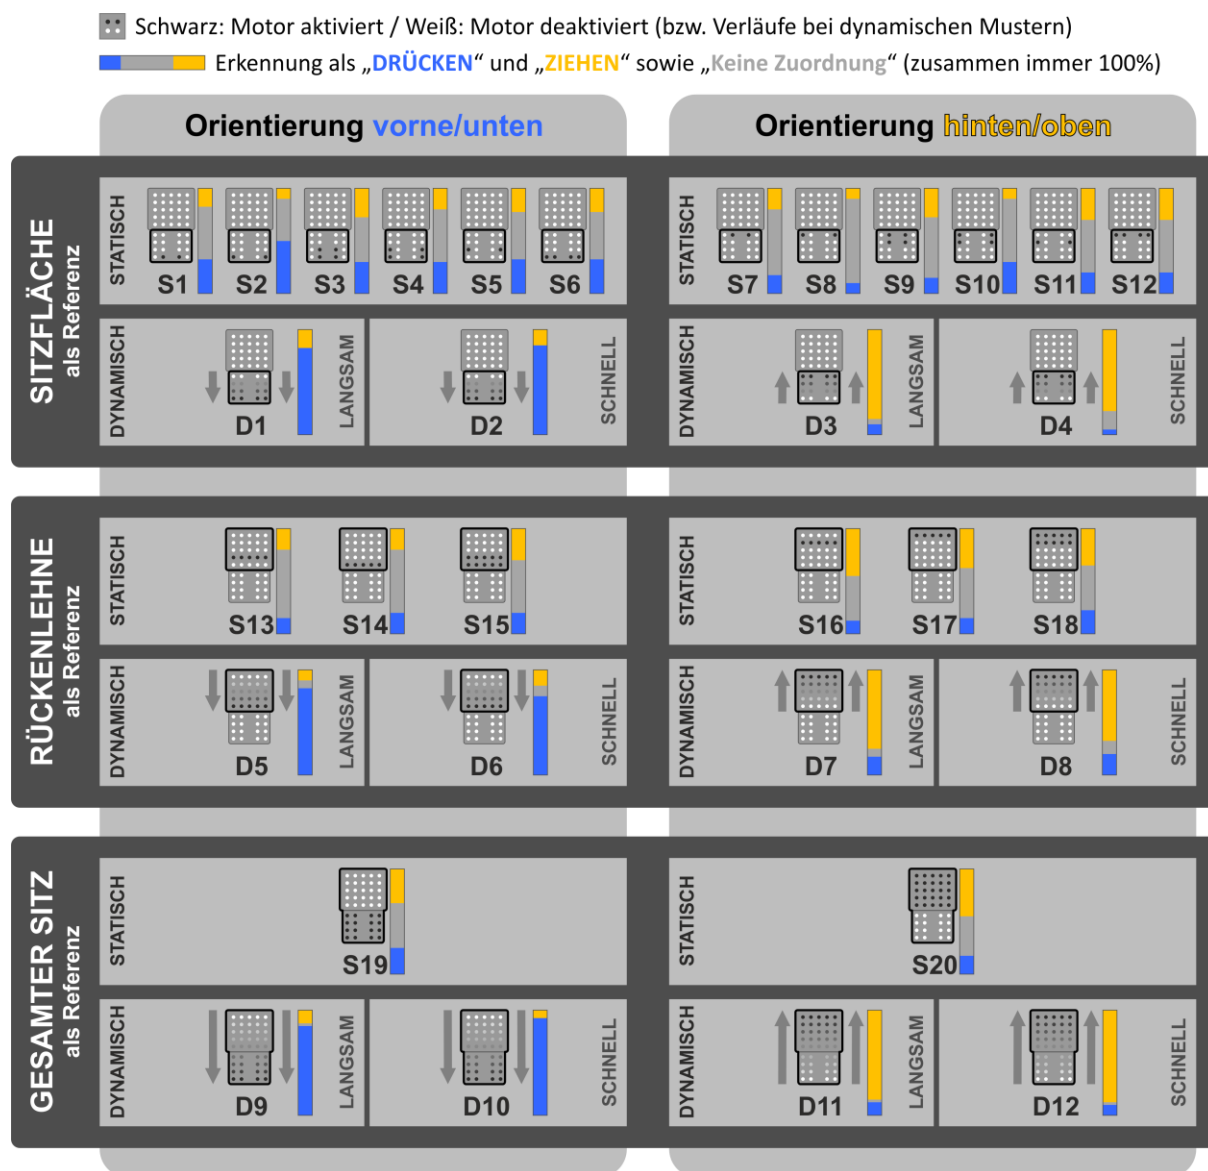 Schwarz: Motor aktiviert / Weiß: Motor deaktiviert (bzw. Verläufe bei dynamischen Mustern)
Erkennung als „DRÜCKEN“ und „ZIEHEN“ sowie „Keine Zuordnung“ (zusammen immer 100%)
Orientierung vorne/unten
Orientierung hinten/oben
SITZFLÄCHE
als Referenz
STATISCH
S1 S2 S3 S4 S5 S6
STATISCH
S7 S8 S9 S10 S11 S12
DYNAMISCH
D1
LANGSAM
D2
SCHNELL
DYNAMISCH
D3
LANGSAM
D4
SCHNELL
RÜCKENLEHNE
als Referenz
STATISCH
S13 S14 S15
STATISCH
S16 S17 S18
DYNAMISCH
D5
LANGSAM
D6
SCHNELL
DYNAMISCH
D7
LANGSAM
D8
SCHNELL
GESAMTER SITZ
als Referenz
STATISCH
S19
STATISCH
S20
DYNAMISCH
D9
LANGSAM
D10
SCHNELL
DYNAMISCH
D11
LANGSAM
D12
SCHNELL